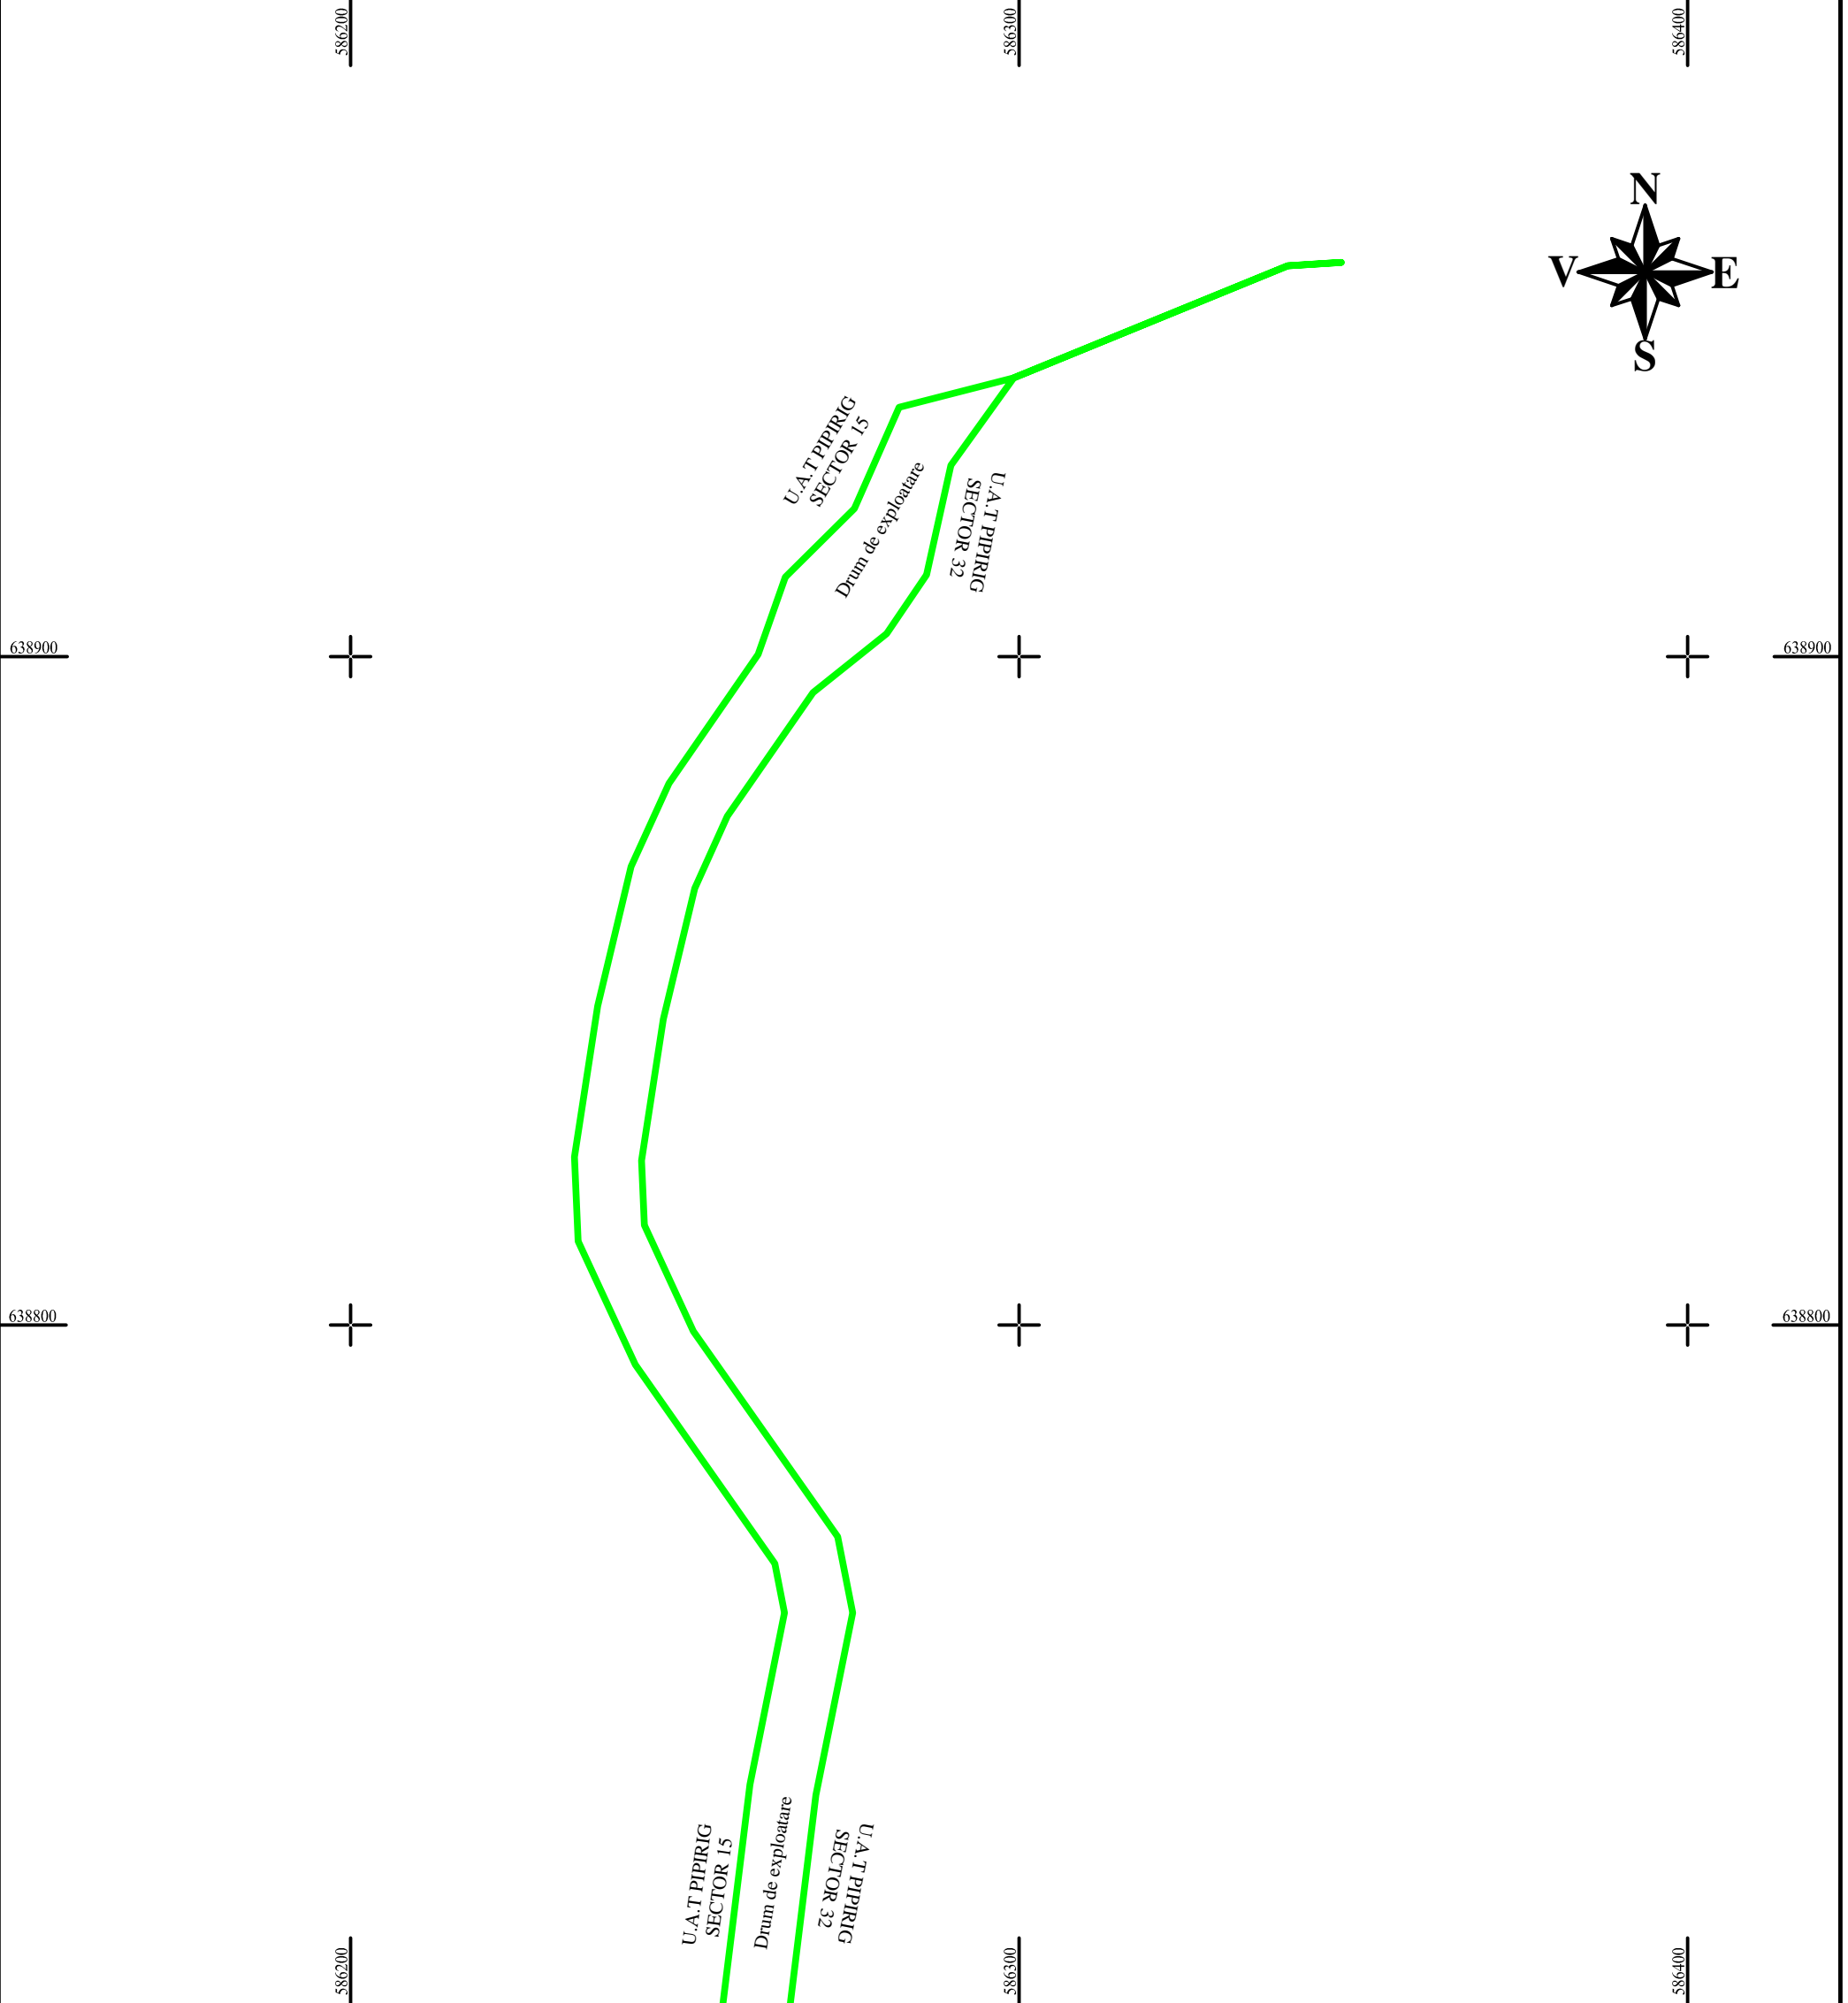 586200
586300
586400
N
V
E
S
U.A.T PIPIRIG
SECTOR 15
Drum de exploatare
U.A.T PIPIRIG
SECTOR 32
638900
638900
638800
638800
U.A.T PIPIRIG
SECTOR 15
Drum de exploatare
U.A.T PIPIRIG
SECTOR 32
586200
586300
586400